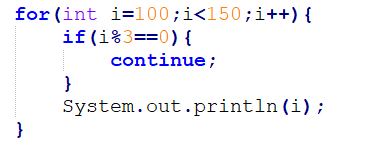 for(int i=100;i<150;i++){
    if(i%3==0){
        continue;
    }
    System.out.println(i);
}